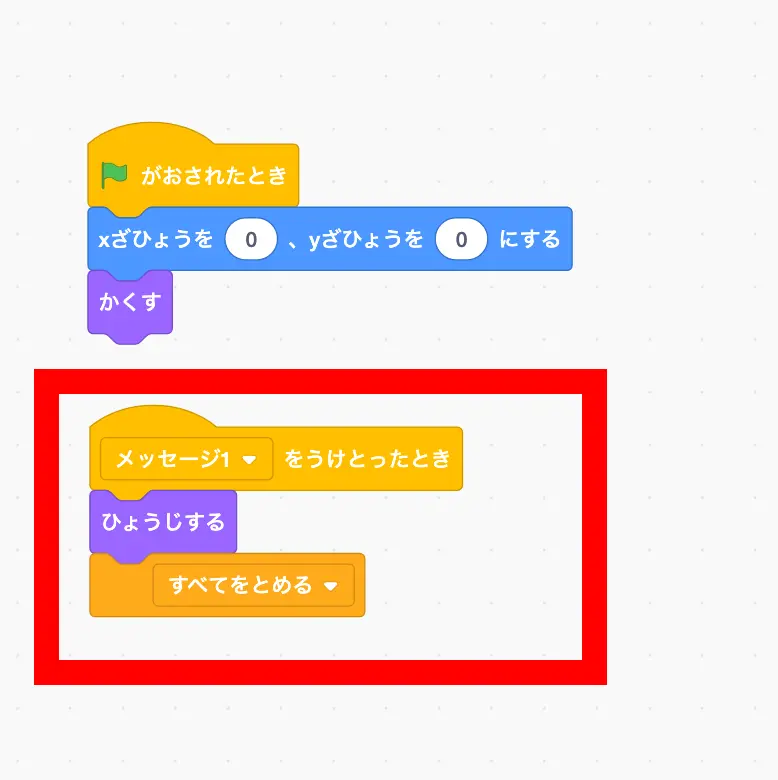 がおされたとき
xざひょうを 0 、yざひょうを 0 にする
かくす
メッセージ1 をうけとったとき
ひょうじする
すべてをとめる